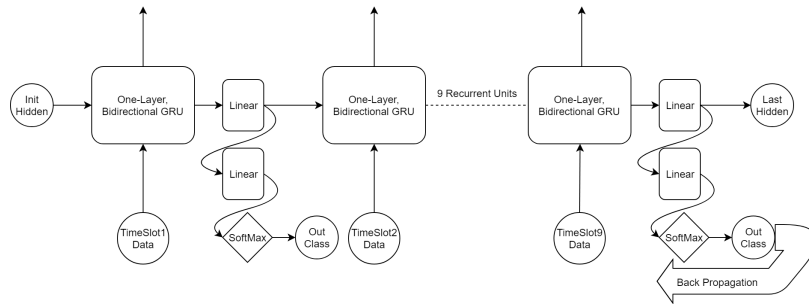 Init
Hidden
One-Layer,
Bidirectional GRU
Linear
One-Layer,
Bidirectional GRU
9 Recurrent Units
One-Layer,
Bidirectional GRU
Linear
Last
Hidden
Linear
Linear
TimeSlot1
Data
SoftMax
Out
Class
TimeSlot2
Data
TimeSlot9
Data
SoftMax
Out
Class
Back Propagation